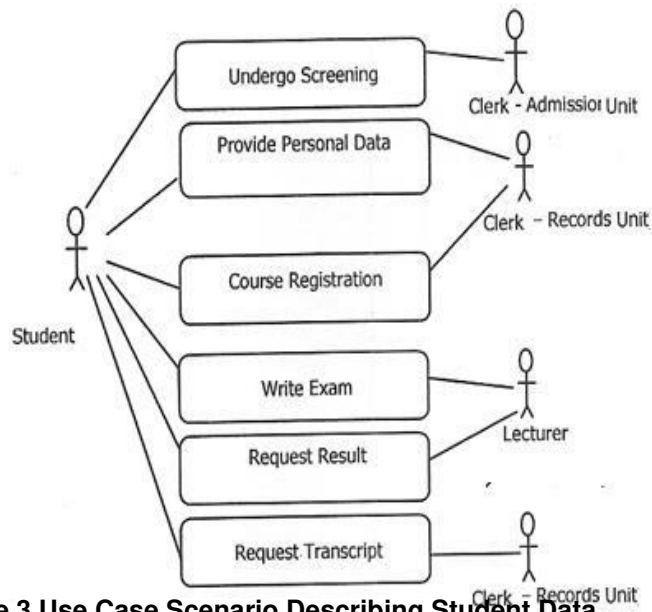 Undergo Screening
Clerk - Admission Unit
Provide Personal Data
Clerk - Records Unit
Course Registration
Student
Write Exam
Lecturer
Request Result
Request Transcript
Clerk - Records Unit
3 Use Case Scenario Describing Student Data